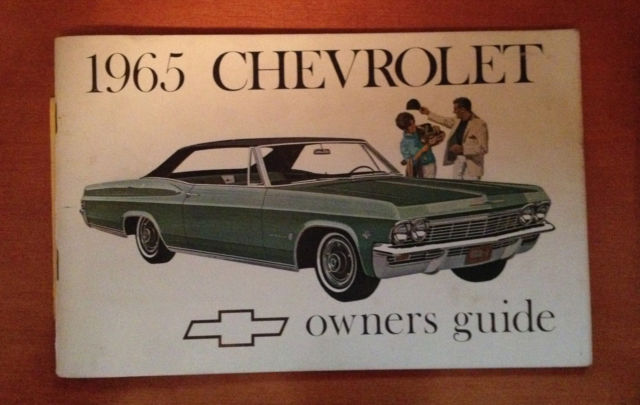 1965 CHEVROLET
owners guide